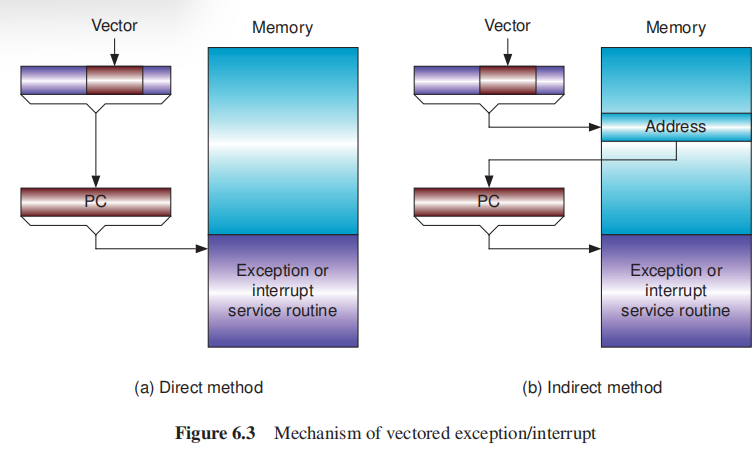 Vector
Memory
PC
Exception or
interrupt
service routine
(a) Direct method
Vector
Memory
Address
PC
Exception or
interrupt
service routine
(b) Indirect method
Figure 6.3 Mechanism of vectored exception/interrupt